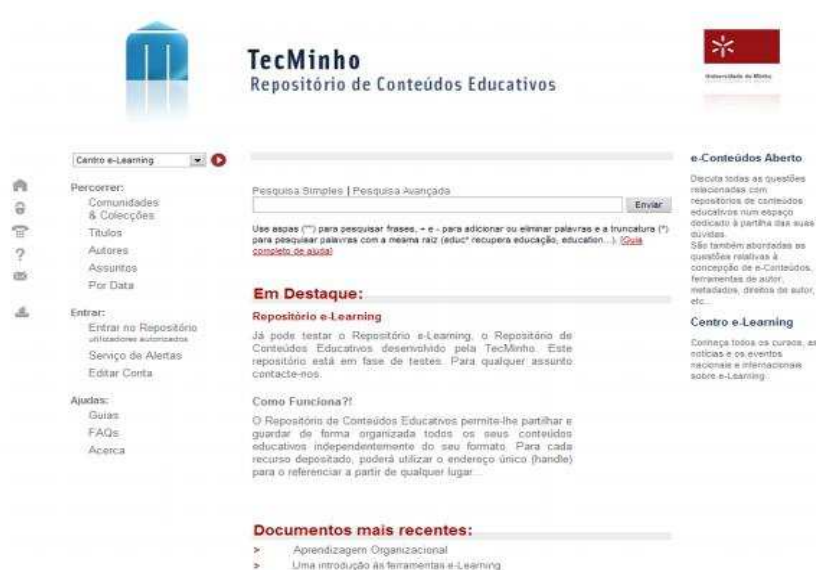 TecMinho
Repositório de Conteúdos Educativos
Universidade do Minho
Centro e-Learning
Percorrer:
Comunidades
& Colecções
Títulos
Autores
Assuntos
Por Data
Entrar:
Entrar no Repositório
utilizadores autorizados
Serviço de Alertas
Editar Conta
Ajudas:
Guias
FAQs
Acerca
Pesquisa Simples | Pesquisa Avançada
Enviar
Use aspas ("") para pesquisar frases, + e - para adicionar ou eliminar palavras e a truncatura (*)
para pesquisar palavras com a mesma raiz (educ* recupera educação, education...). [Guia
completo de ajuda]
Em Destaque:
Repositório e-Learning
Já pode testar o Repositório e-Learning, o Repositório de
Conteúdos Educativos desenvolvido pela TecMinho. Este
repositório está em fase de testes. Para qualquer assunto
contacte-nos.
Como Funciona?!
O Repositório de Conteúdos Educativos permite-lhe partilhar e
guardar de forma organizada todos os seus conteúdos
educativos independentemente do seu formato. Para cada
recurso depositado, poderá utilizar o endereço único (handle)
para o referenciar a partir de qualquer lugar...
Documentos mais recentes:
> Aprendizagem Organizacional
> Uma introdução às ferramentas e-Learning
e-Conteúdos Aberto
Discuta todas as questões
relacionadas com
repositórios de conteúdos
educativos num espaço
dedicado à partilha das suas
dúvidas.
São também abordadas as
questões relativas à
concepção de e-Conteúdos,
ferramentas de autor,
metadados, direitos de autor,
etc...
Centro e-Learning
Conheça todos os cursos, as
notícias e os eventos
nacionais e internacionais
sobre e-Learning.